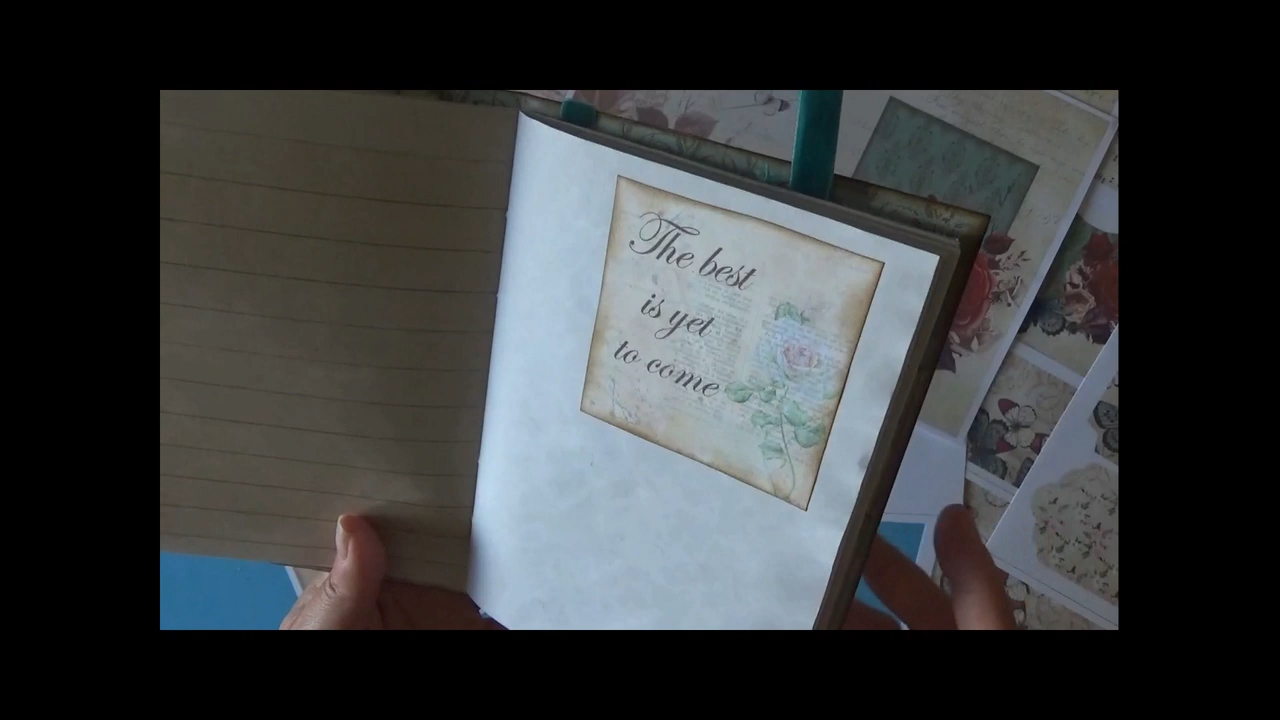 The best
is yet
to come